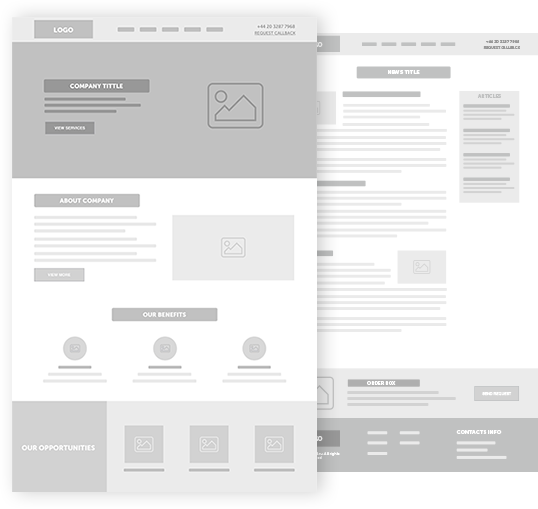 LOGO
+44 20 3287 7968
REQUEST CALLBACK
COMPANY TITTLE
VIEW SERVICES
ABOUT COMPANY
VIEW MORE
OUR BENEFITS
OUR OPPORTUNITIES
+44 20 3287 7968
REQUEST CALLBACK
NEW'S TITLE
ARTICLES
ORDER BOX
SEND REQUEST
CONTACTS INFO